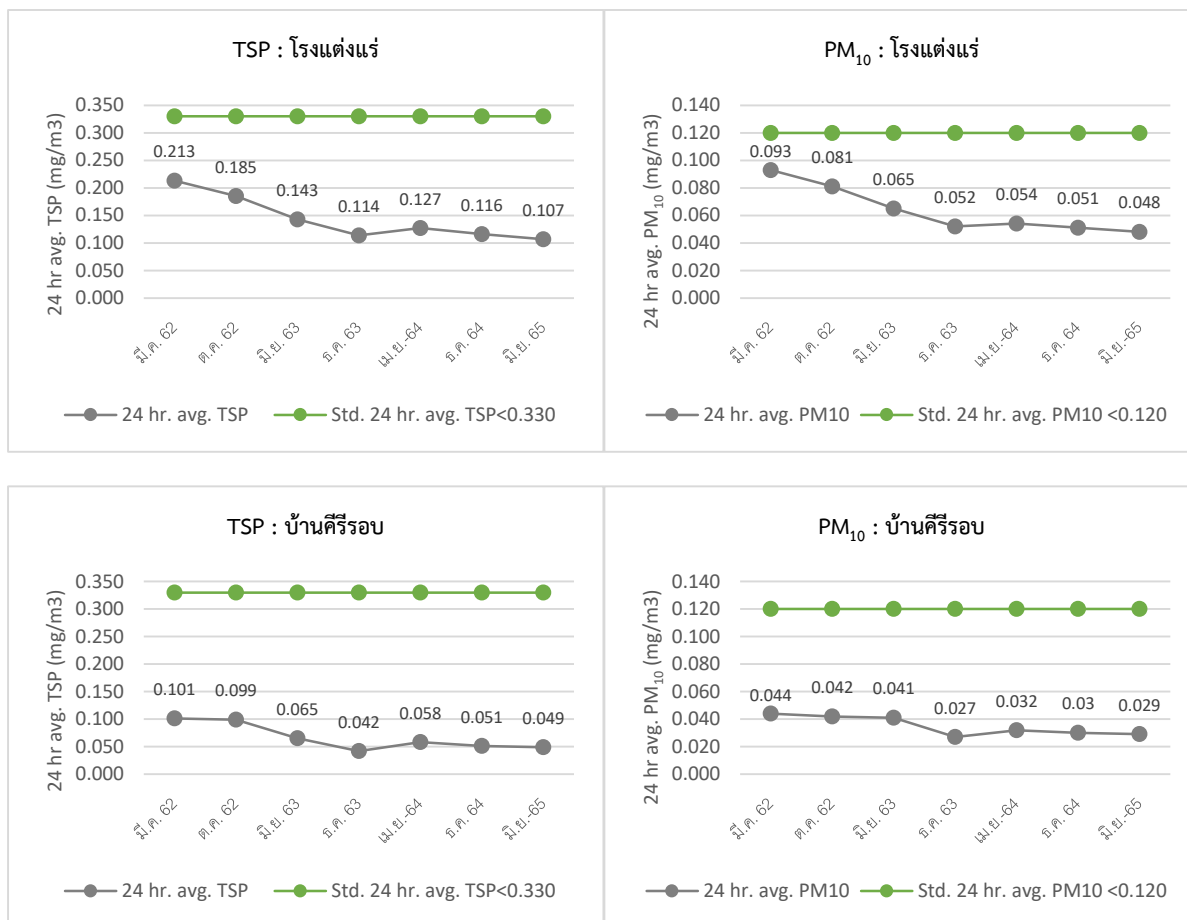 TSP : โรงแต่งแร่
24 hr avg. TSP (mg/m3)
0.350
0.300
0.250
0.200
0.150
0.100
0.050
0.000
0.213
0.185
0.143
0.114
0.127
0.116
0.107
มี.ค. 62
ต.ค. 62
มิ.ย. 63
ธ.ค. 63
เม.ย.-64
ธ.ค. 64
มิ.ย.-65
24 hr. avg. TSP
Std. 24 hr. avg. TSP<0.330
PM₁₀ : โรงแต่งแร่
24 hr avg. PM₁₀ (mg/m3)
0.140
0.120
0.100
0.080
0.060
0.040
0.020
0.000
0.093
0.081
0.065
0.052
0.054
0.051
0.048
มี.ค. 62
ต.ค. 62
มิ.ย. 63
ธ.ค. 63
เม.ย.-64
ธ.ค. 64
มิ.ย.-65
24 hr. avg. PM10
Std. 24 hr. avg. PM10 <0.120
TSP : บ้านคีรีรอบ
24 hr avg. TSP (mg/m3)
0.350
0.300
0.250
0.200
0.150
0.100
0.050
0.000
0.101
0.099
0.065
0.042
0.058
0.051
0.049
มี.ค. 62
ต.ค. 62
มิ.ย. 63
ธ.ค. 63
เม.ย.-64
ธ.ค. 64
มิ.ย.-65
24 hr. avg. TSP
Std. 24 hr. avg. TSP<0.330
PM₁₀ : บ้านคีรีรอบ
24 hr avg. PM₁₀ (mg/m3)
0.140
0.120
0.100
0.080
0.060
0.040
0.020
0.000
0.044
0.042
0.041
0.027
0.032
0.03
0.029
มี.ค. 62
ต.ค. 62
มิ.ย. 63
ธ.ค. 63
เม.ย.-64
ธ.ค. 64
มิ.ย.-65
24 hr. avg. PM10
Std. 24 hr. avg. PM10 <0.120